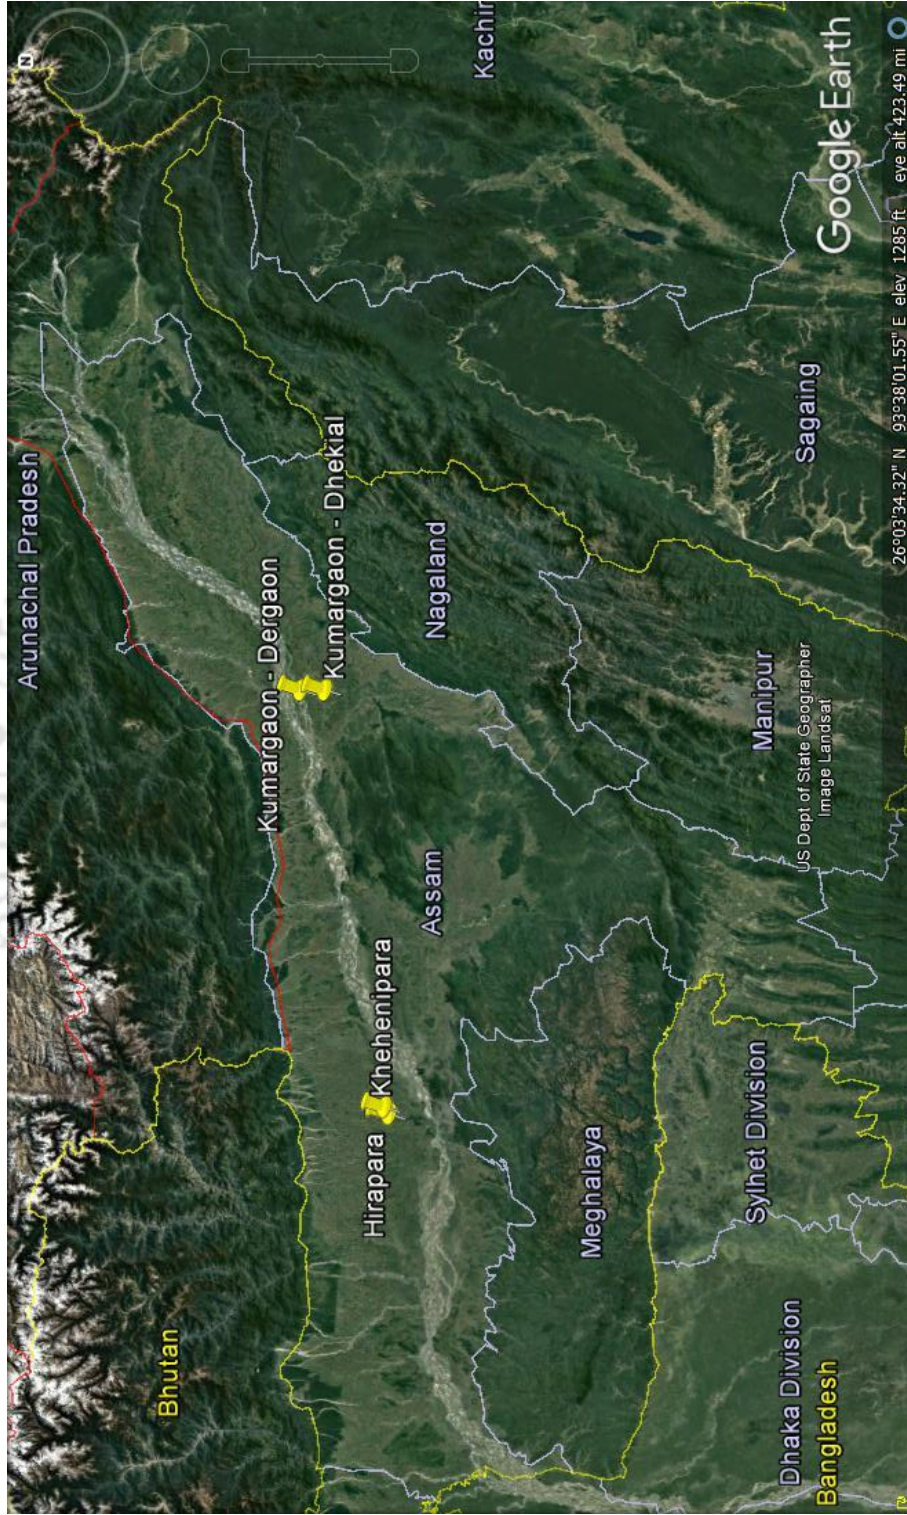 N
Arunachal Pradesh
Bhutan
Kumargaon - Dergaon
Kumargaon - Dhekial
Hirapara Khehenipara
Assam
Nagaland
Kachin
Meghalaya
Sylhet Division
Manipur
Dhaka Division
US Dept of State Geographer
Image Landsat
Sagaing
Bangladesh
Google Earth
26°03'34.32" N 93°38'01.55" E elev 1285 ft eye alt 423.49 mi